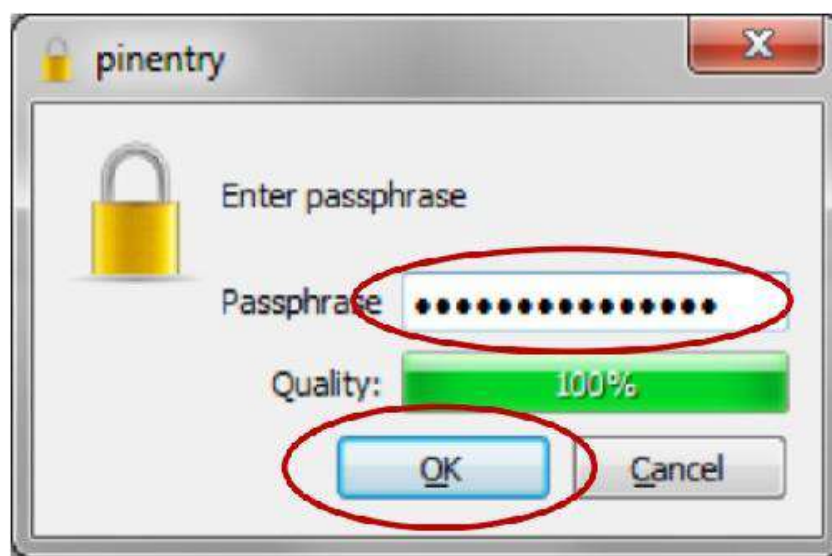 pinentry
Enter passphrase
Passphrase ●●●●●●●●●●●●●●●
Quality: 100%
OK Cancel